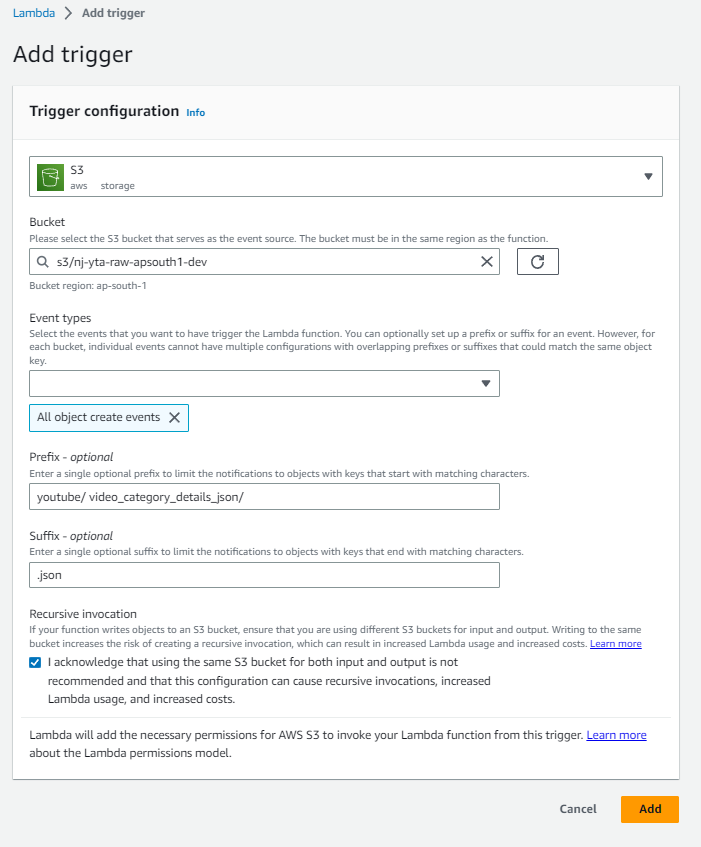 Lambda > Add trigger
Add trigger
Trigger configuration Info
S3
aws storage
Bucket
Please select the S3 bucket that serves as the event source. The bucket must be in the same region as the function.
s3/nj-yta-raw-apsouth1-dev
Bucket region: ap-south-1
Event types
Select the events that you want to have trigger the Lambda function. You can optionally set up a prefix or suffix for an event. However, for
each bucket, individual events cannot have multiple configurations with overlapping prefixes or suffixes that could match the same object
key.
All object create events
Prefix - optional
Enter a single optional prefix to limit the notifications to objects with keys that start with matching characters.
youtube/ video_category_details_json/
Suffix - optional
Enter a single optional suffix to limit the notifications to objects with keys that end with matching characters.
.json
Recursive invocation
If your function writes objects to an S3 bucket, ensure that you are using different S3 buckets for input and output. Writing to the same
bucket increases the risk of creating a recursive invocation, which can result in increased Lambda usage and increased costs. Learn more
I acknowledge that using the same S3 bucket for both input and output is not
recommended and that this configuration can cause recursive invocations, increased
Lambda usage, and increased costs.
Lambda will add the necessary permissions for AWS S3 to invoke your Lambda function from this trigger. Learn more
about the Lambda permissions model.
Cancel Add